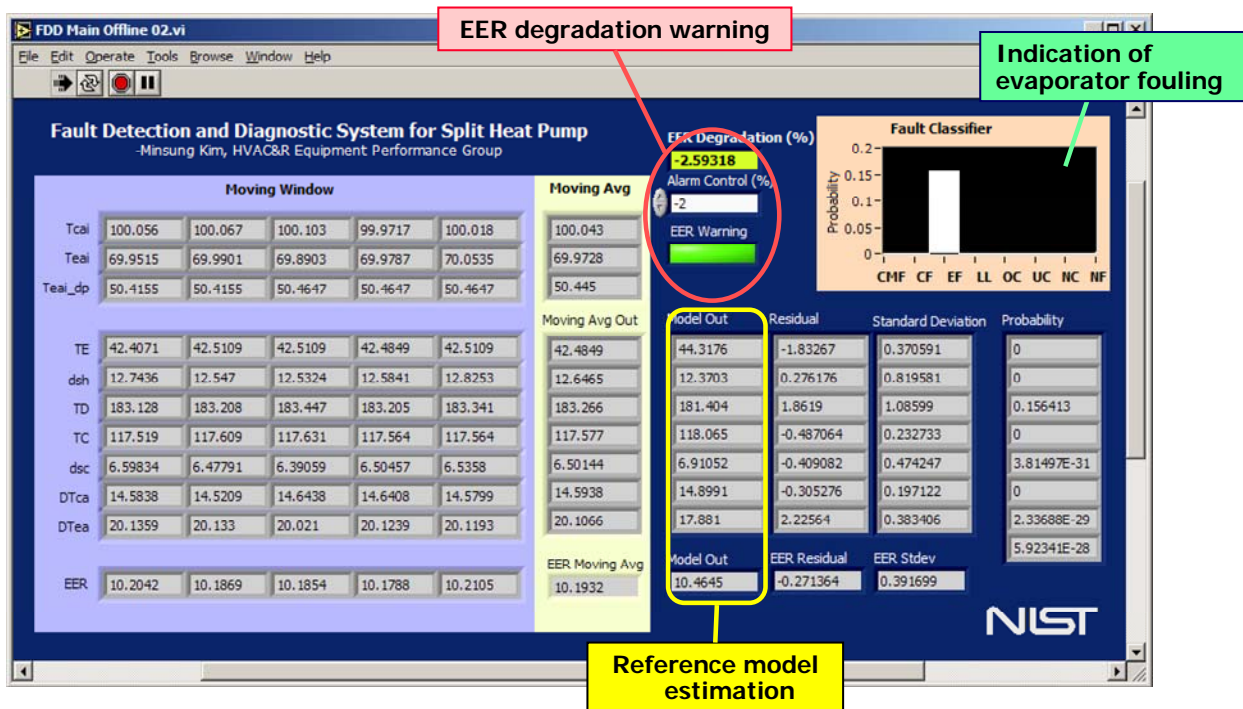 EER degradation warning
Indication of
evaporator fouling
FDD Main Offline 02.vi
File Edit Operate Tools Browse Window Help
Fault Detection and Diagnostic System for Split Heat Pump
-Minsung Kim, HVAC&R Equipment Performance Group
EER Degradation (%)
-2.59318
Alarm Control (%)
-2
EER Warning
Fault Classifier
Probability
0.2
0.15
0.1
0.05
0
CMF CF EF LL OC UC NC NF
Moving Window
Moving Avg
Tcai 100.056 100.067 100.103 99.9717 100.018 100.043
Teai 69.9515 69.9901 69.8903 69.9787 70.0535 69.9728
Teai_dp 50.4155 50.4155 50.4647 50.4647 50.4647 50.445
Moving Avg Out Model Out Residual Standard Deviation Probability
TE 42.4071 42.5109 42.5109 42.4849 42.5109 42.4849 44.3176 -1.83267 0.370591 0
dsh 12.7436 12.547 12.5324 12.5841 12.8253 12.6465 12.3703 0.276176 0.819581 0
TD 183.128 183.208 183.447 183.205 183.341 183.266 181.404 1.8619 1.08599 0.156413
TC 117.519 117.609 117.631 117.564 117.564 117.577 118.065 -0.487064 0.232733 0
dsc 6.59834 6.47791 6.39059 6.50457 6.5358 6.50144 6.91052 -0.409082 0.474247 3.81497E-31
DTca 14.5838 14.5209 14.6438 14.6408 14.5799 14.5938 14.8991 -0.305276 0.197122 0
DTea 20.1359 20.133 20.021 20.1239 20.1193 20.1066 17.881 2.22564 0.383406 2.33688E-29
5.92341E-28
EER Moving Avg Model Out EER Residual EER Stdev
EER 10.2042 10.1869 10.1854 10.1788 10.2105 10.1932 10.4645 -0.271364 0.391699
NIST
Reference model
estimation